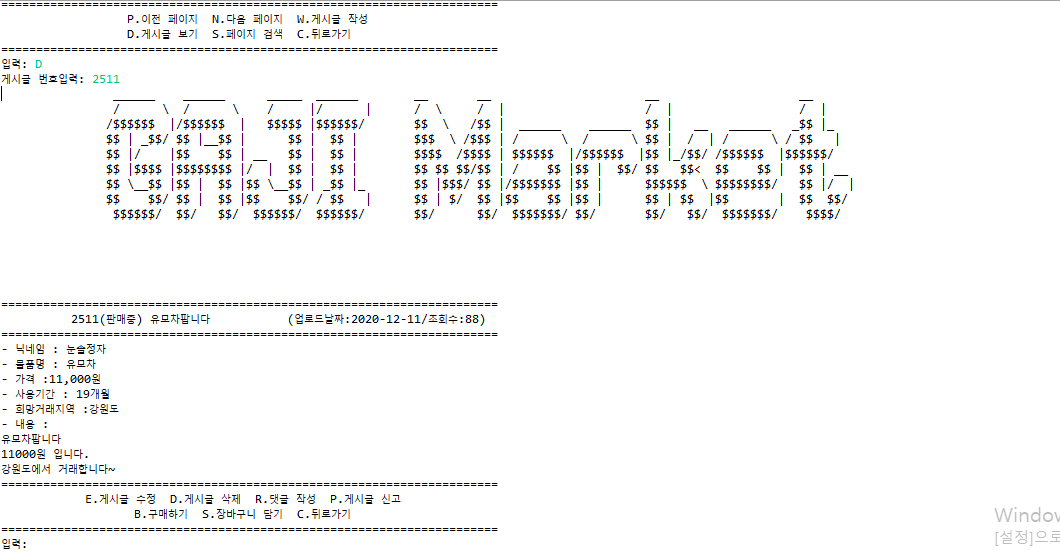 P.이전 페이지 N.다음 페이지 W.게시글 작성
D.게시글 보기 S.페이지 검색 C.뒤로가기
입력: D
게시글 번호입력: 2511
GAJI Market
2511(판매중) 유모차팝니다 (업로드날짜:2020-12-11/조회수:88)
- 닉네임 : 눈솔정자
- 물품명 : 유모차
- 가격 :11,000원
- 사용기간 : 19개월
- 희망거래지역 :강원도
- 내용 :
유모차팝니다
11000원 입니다.
강원도에서 거래합니다~
E.게시글 수정 D.게시글 삭제 R.댓글 작성 P.게시글 신고
B.구매하기 S.장바구니 담기 C.뒤로가기
입력:
Window
[설정]으로